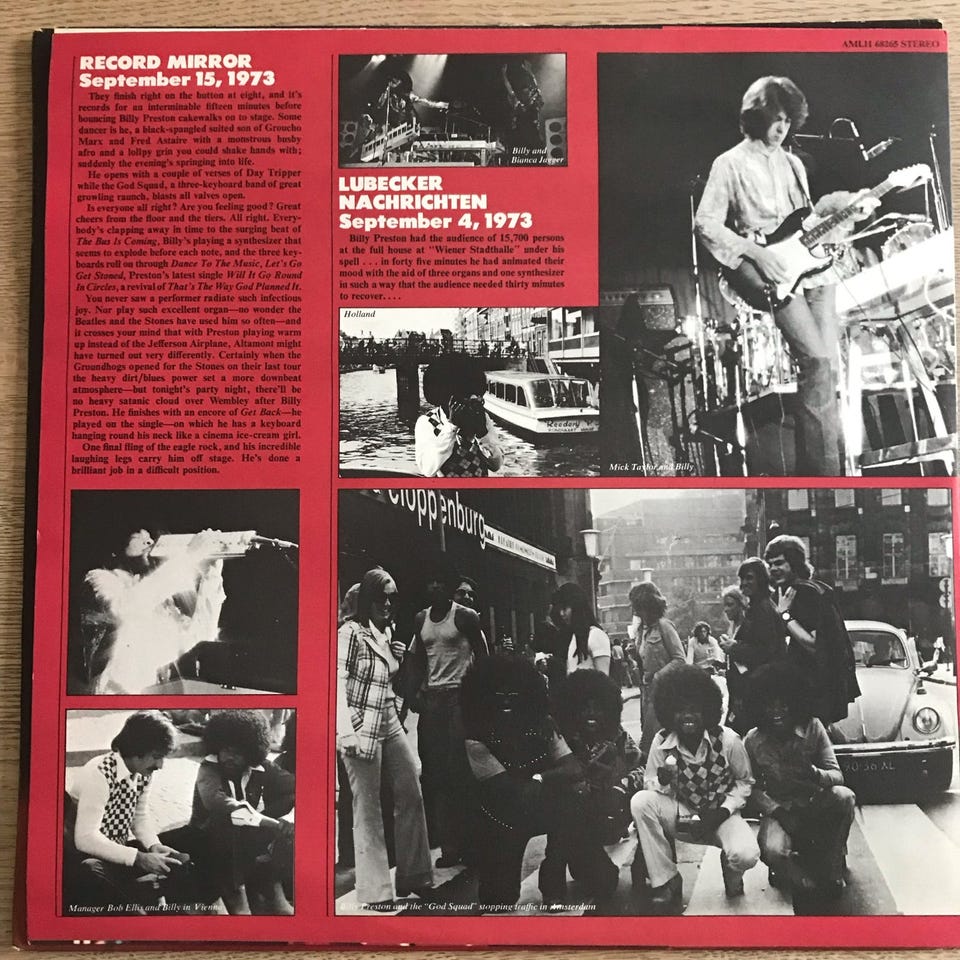 AMLH 68265 STEREO
RECORD MIRROR
September 15, 1973
They finish right on the button at eight, and it's
records for an interminable fifteen minutes before
bouncing Billy Preston cakewalks on to stage. Some
dancer is he, a black-spangled suited son of Groucho
Marx and Fred Astaire with a monstrous busby
afro and a lollpy grin you could shake hands with;
suddenly the evening's springing into life.
He opens with a couple of verses of Day Tripper
while the God Squad, a three-keyboard band of great
growling raunch, blasts all valves open.
Is everyone all right? Are you feeling good? Great
cheers from the floor and the tiers. All right. Every-
body's clapping away in time to the surging beat of
The Bus Is Coming, Billy's playing a synthesizer that
seems to explode before each note, and the three key-
boards roll on through Dance To The Music, Let's Go
Get Stoned, Preston's latest single Will It Go Round
In Circles, a revival of That's The Way God Planned It.
You never saw a performer radiate such infectious
joy. Nor play such excellent organ—no wonder the
Beatles and the Stones have used him so often—and
it crosses your mind that with Preston playing warm
up instead of the Jefferson Airplane, Altamont might
have turned out very differently. Certainly when the
Groundhogs opened for the Stones on their last tour
the heavy dirt/blues power set a more downbeat
atmosphere—but tonight's party night, there'll be
no heavy satanic cloud over Wembley after Billy
Preston. He finishes with an encore of Get Back—he
played on the single—on which he has a keyboard
hanging round his neck like a cinema ice-cream girl.
One final fling of the eagle rock, and his incredible
laughing legs carry him off stage. He's done a
brilliant job in a difficult position.
Billy and
Bianca Jagger
LUBECKER
NACHRICHTEN
September 4, 1973
Billy Preston had the audience of 15,700 persons
at the full house at "Wiener Stadthalle" under his
spell . . . in forty five minutes he had animated their
mood with the aid of three organs and one synthesizer
in such a way that the audience needed thirty minutes
to recover. . . .
Holland
Reederij P.
Mick Taylor and Billy
Cloppenburg
Manager Bob Ellis and Billy in Vienna
90-36-XL
Billy Preston and the "God Squad" stopping traffic in Amsterdam